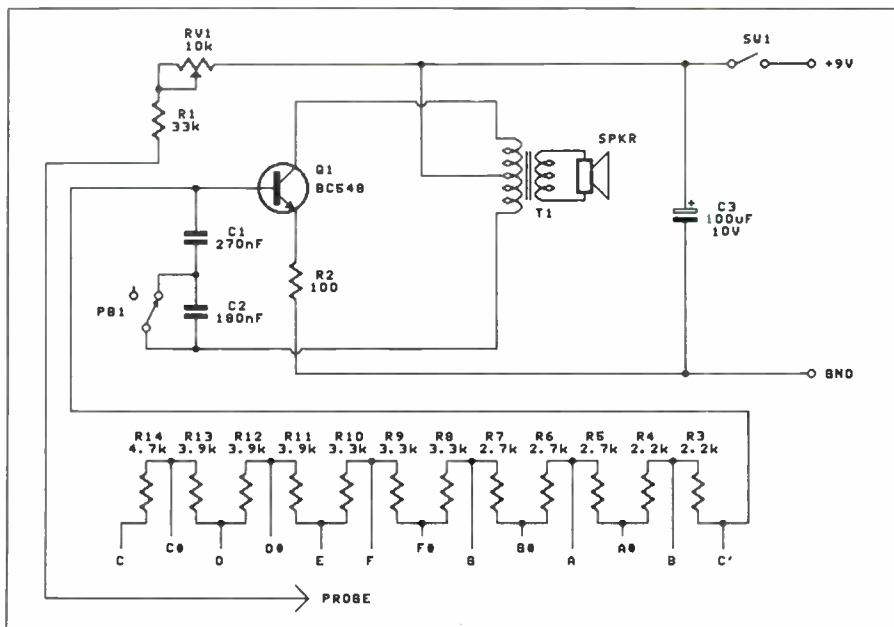 RV1
10k
SW1
+9V
R1
33k
Q1
BC548
SPKR
T1
C1
270nF
C3
+
100uF
10V
R2
100
PB1
C2
180nF
GND
R14 R13 R12 R11 R10 R9 R8 R7 R6 R5 R4 R3
4.7k 3.9k 3.9k 3.9k 3.3k 3.3k 3.3k 2.7k 2.7k 2.7k 2.2k 2.2k
C D E F A B C'
PROBE